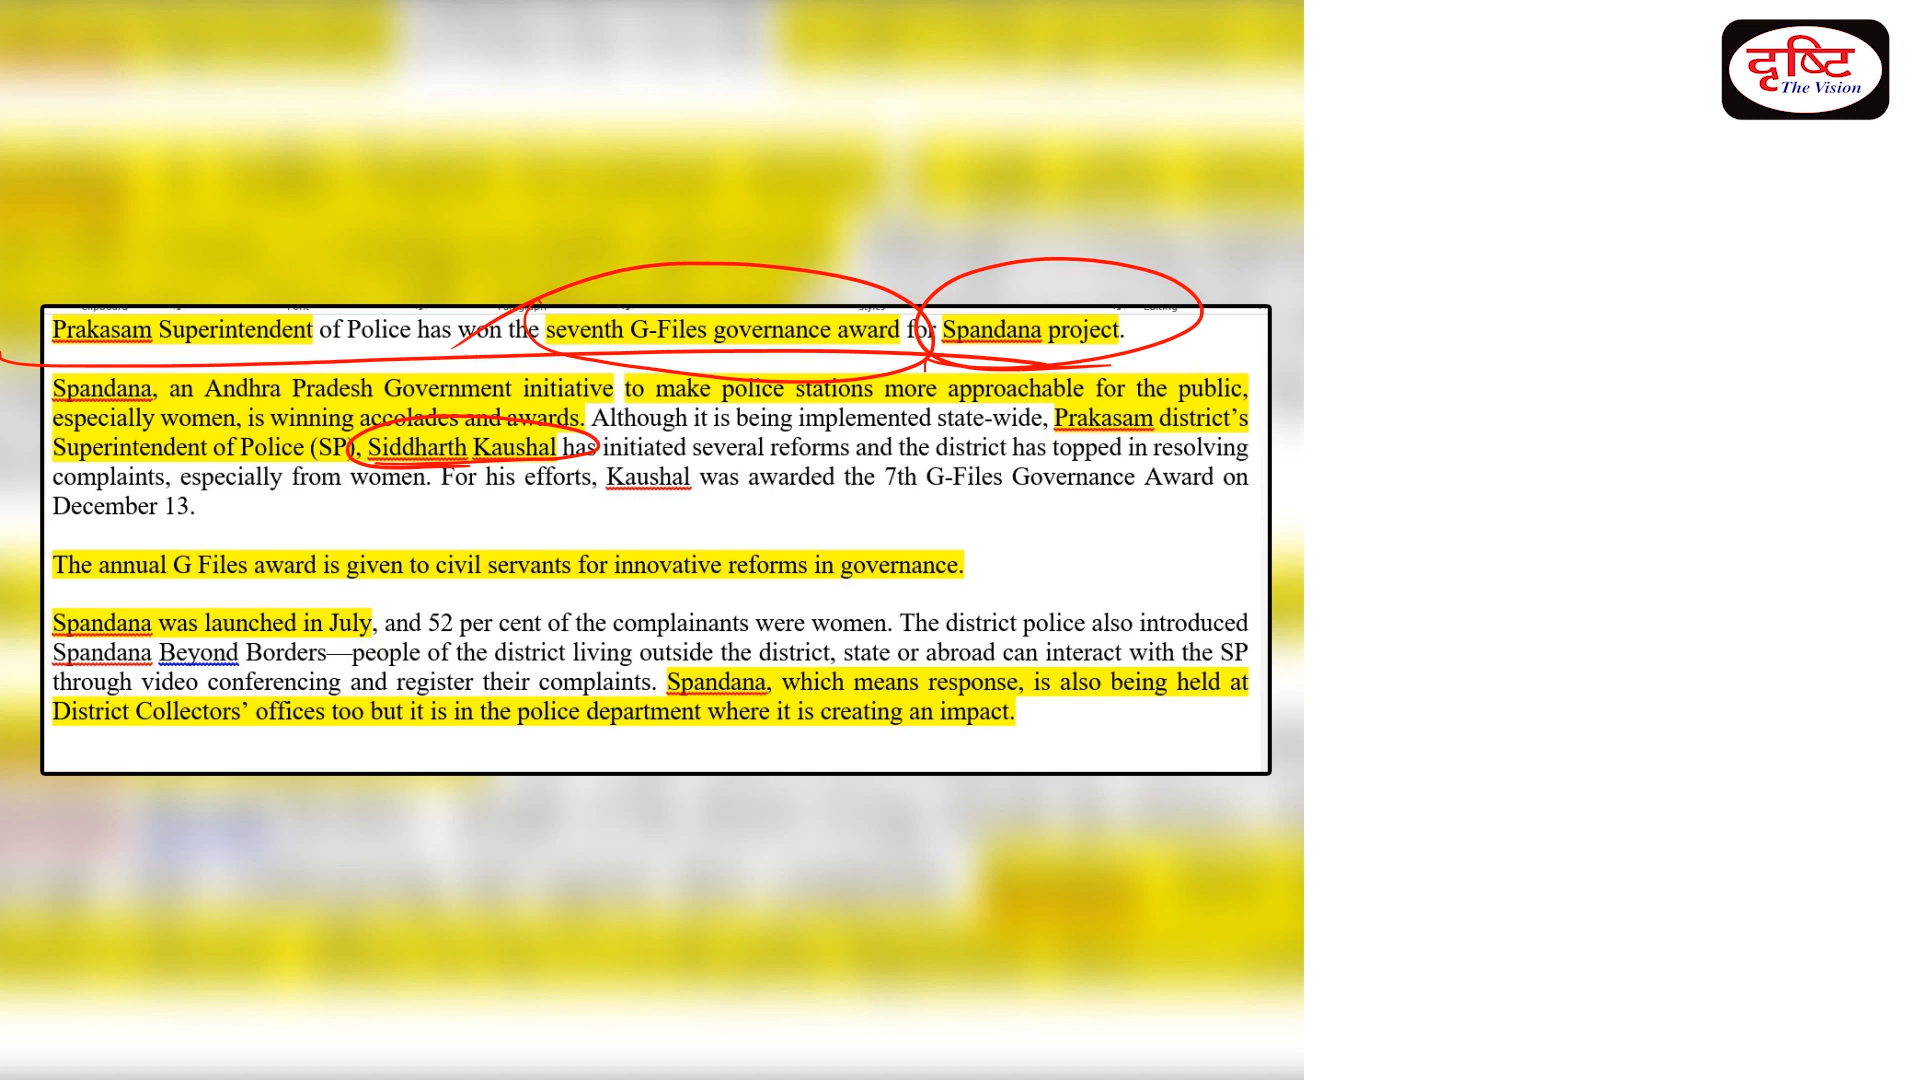 दृष्टि
The Vision
Prakasam Superintendent of Police has won the seventh G-Files governance award for Spandana project.
Spandana, an Andhra Pradesh Government initiative to make police stations more approachable for the public,
especially women, is winning accolades and awards. Although it is being implemented state-wide, Prakasam district’s
Superintendent of Police (SP), Siddharth Kaushal has initiated several reforms and the district has topped in resolving
complaints, especially from women. For his efforts, Kaushal was awarded the 7th G-Files Governance Award on
December 13.
The annual G Files award is given to civil servants for innovative reforms in governance.
Spandana was launched in July, and 52 per cent of the complainants were women. The district police also introduced
Spandana Beyond Borders—people of the district living outside the district, state or abroad can interact with the SP
through video conferencing and register their complaints. Spandana, which means response, is also being held at
District Collectors’ offices too but it is in the police department where it is creating an impact.